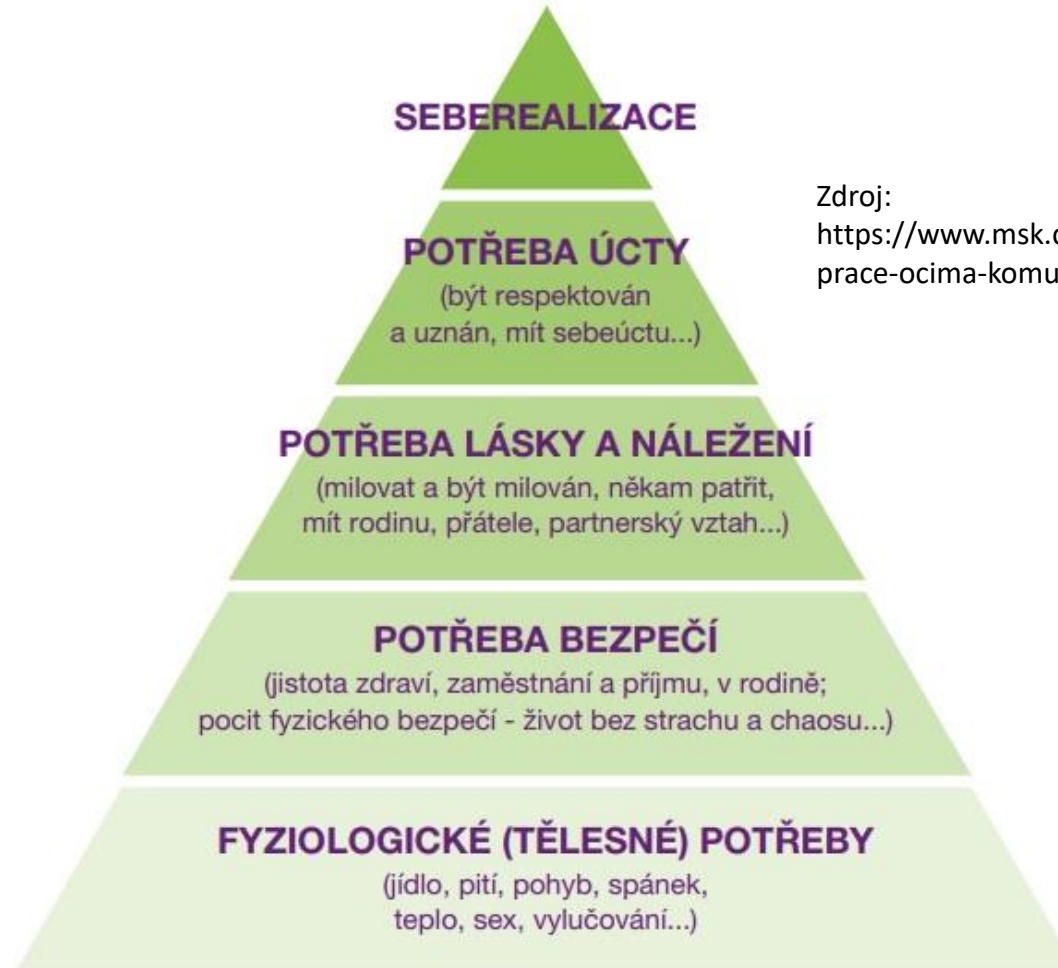 SEBEREALIZACE
Zdroj:
https://www.msk.
prace-ocima-komu
POTŘEBA ÚCTY
(být respektován
a uznán, mít sebeúctu...)
POTŘEBA LÁSKY A NÁLEŽENÍ
(milovat a být milován, někam patřit,
mít rodinu, přátele, partnerský vztah...)
POTŘEBA BEZPEČÍ
(jistota zdraví, zaměstnání a příjmu, v rodině;
pocit fyzického bezpečí - život bez strachu a chaosu...)
FYZIOLOGICKÉ (TĚLESNÉ) POTŘEBY
(jídlo, pití, pohyb, spánek,
teplo, sex, vylučování...)